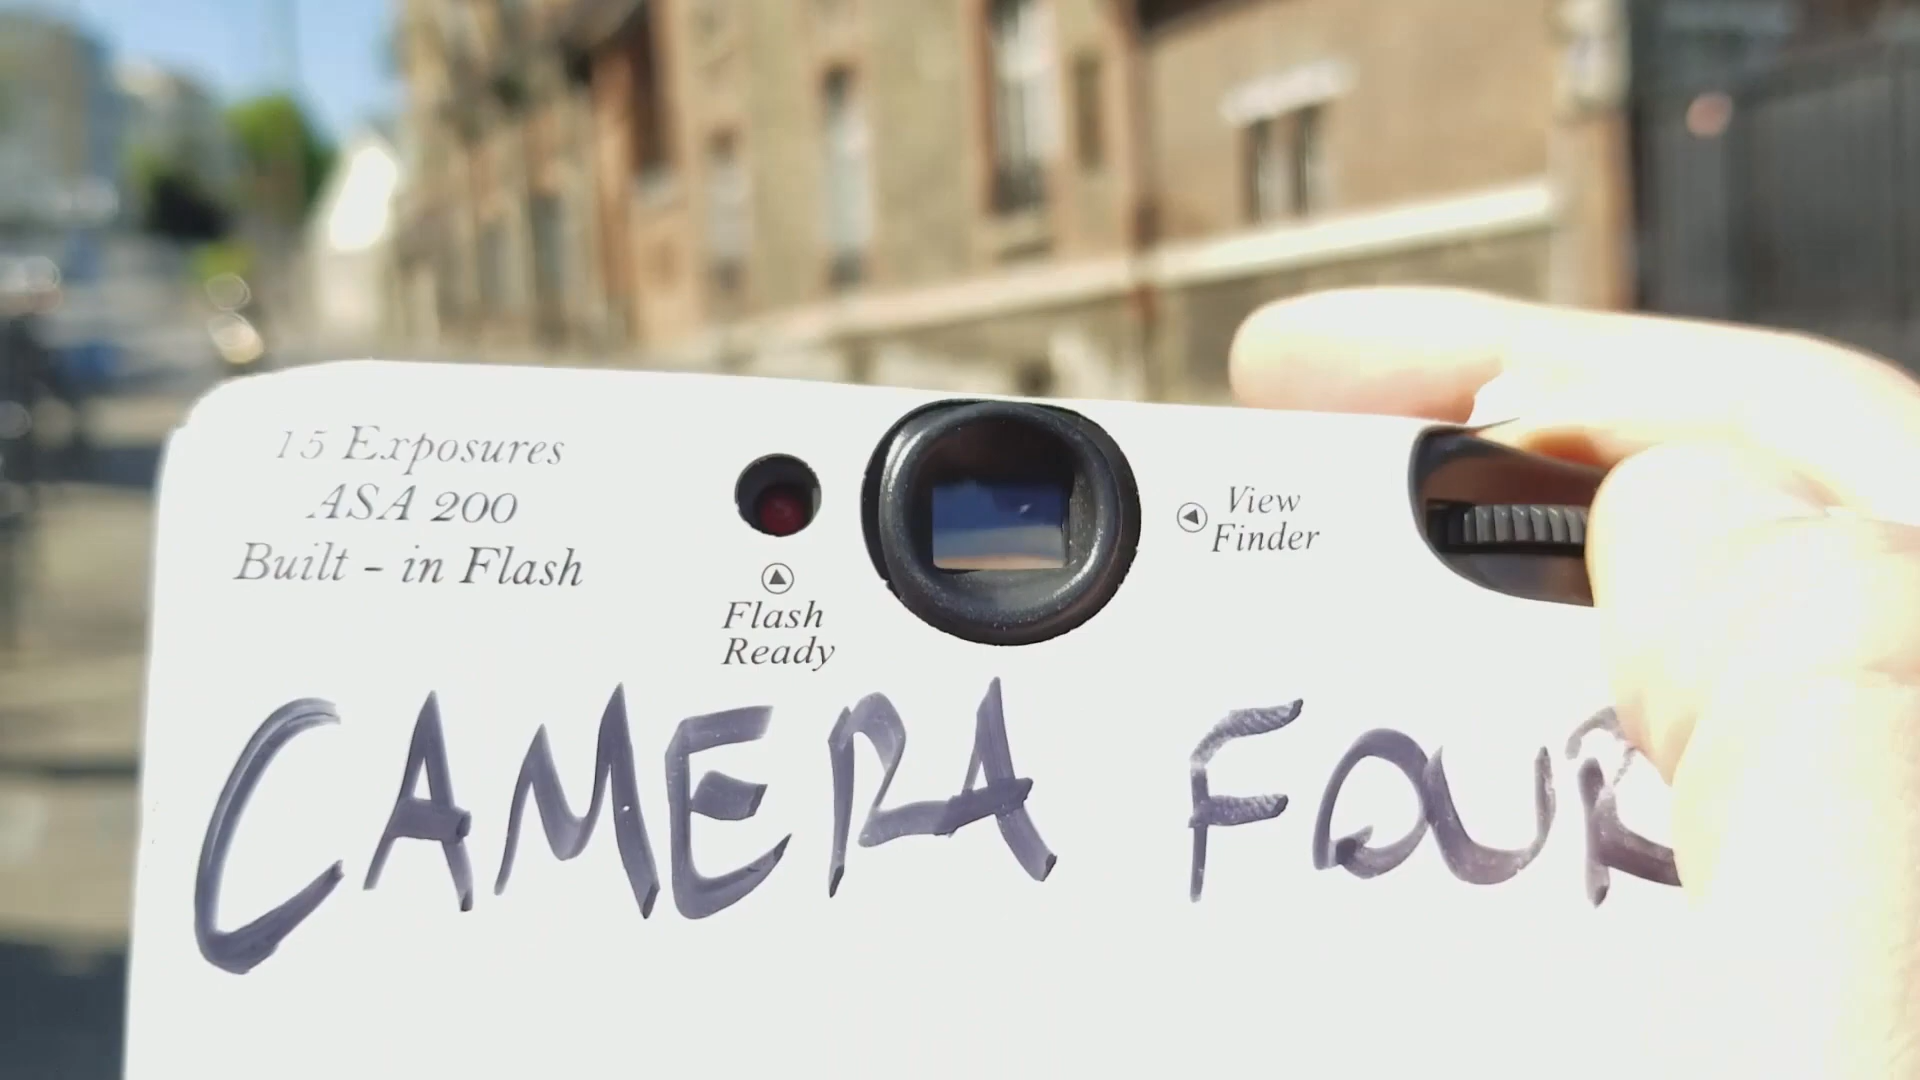 15 Exposures
ASA 200
Built - in Flash
Flash
Ready
View
Finder
CAMERA FOUR